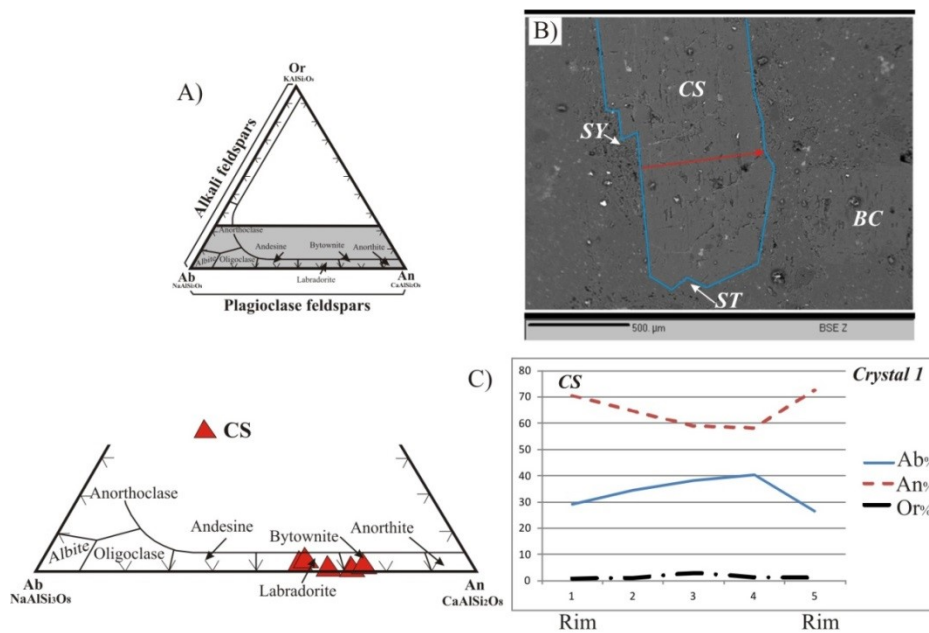 A)
Or
KAlSi₃O₈
Alkali feldspars
Anorthoclase
Albite
Oligoclase
Andesine
Bytownite
Anorthite
Labradorite
Ab
NaAlSi₃O₈
An
CaAlSi₂O₈
Plagioclase feldspars
B)
CS
SY
BC
ST
500. µm
BSE Z
CS
Anorthoclase
Albite
Oligoclase
Andesine
Bytownite
Anorthite
Labradorite
Ab
NaAlSi₃O₈
An
CaAlSi₂O₈
C)
CS
Crystal 1
80
70
60
50
40
30
20
10
0
1 2 3 4 5
Rim Rim
Ab%
An%
Or%